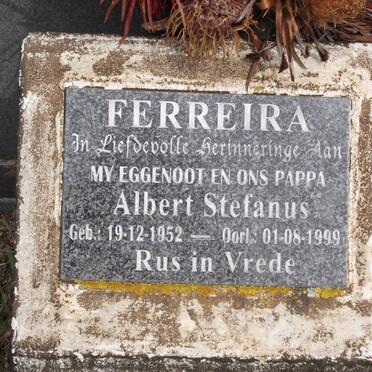 FERREIRA
In Liefdevolle Herinneringe Aan
MY EGGENOOT EN ONS PAPPA
Albert Stefanus
Geb.: 19-12-1952 — Oorl.: 01-08-1999
Rus in Vrede